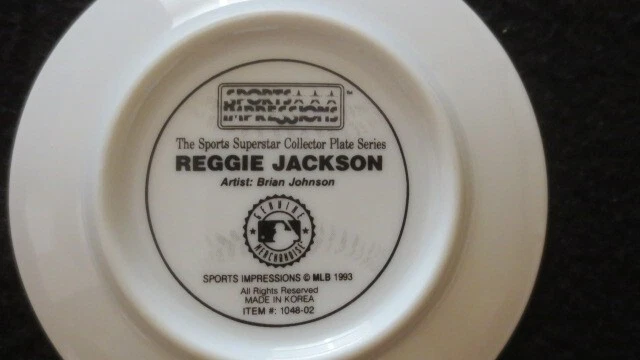 SPORTS
IMPRESSIONS ™
The Sports Superstar Collector Plate Series
REGGIE JACKSON
Artist: Brian Johnson
GENUINE
MERCHANDISE
SPORTS IMPRESSIONS © MLB 1993
All Rights Reserved
MADE IN KOREA
ITEM #: 1048-02